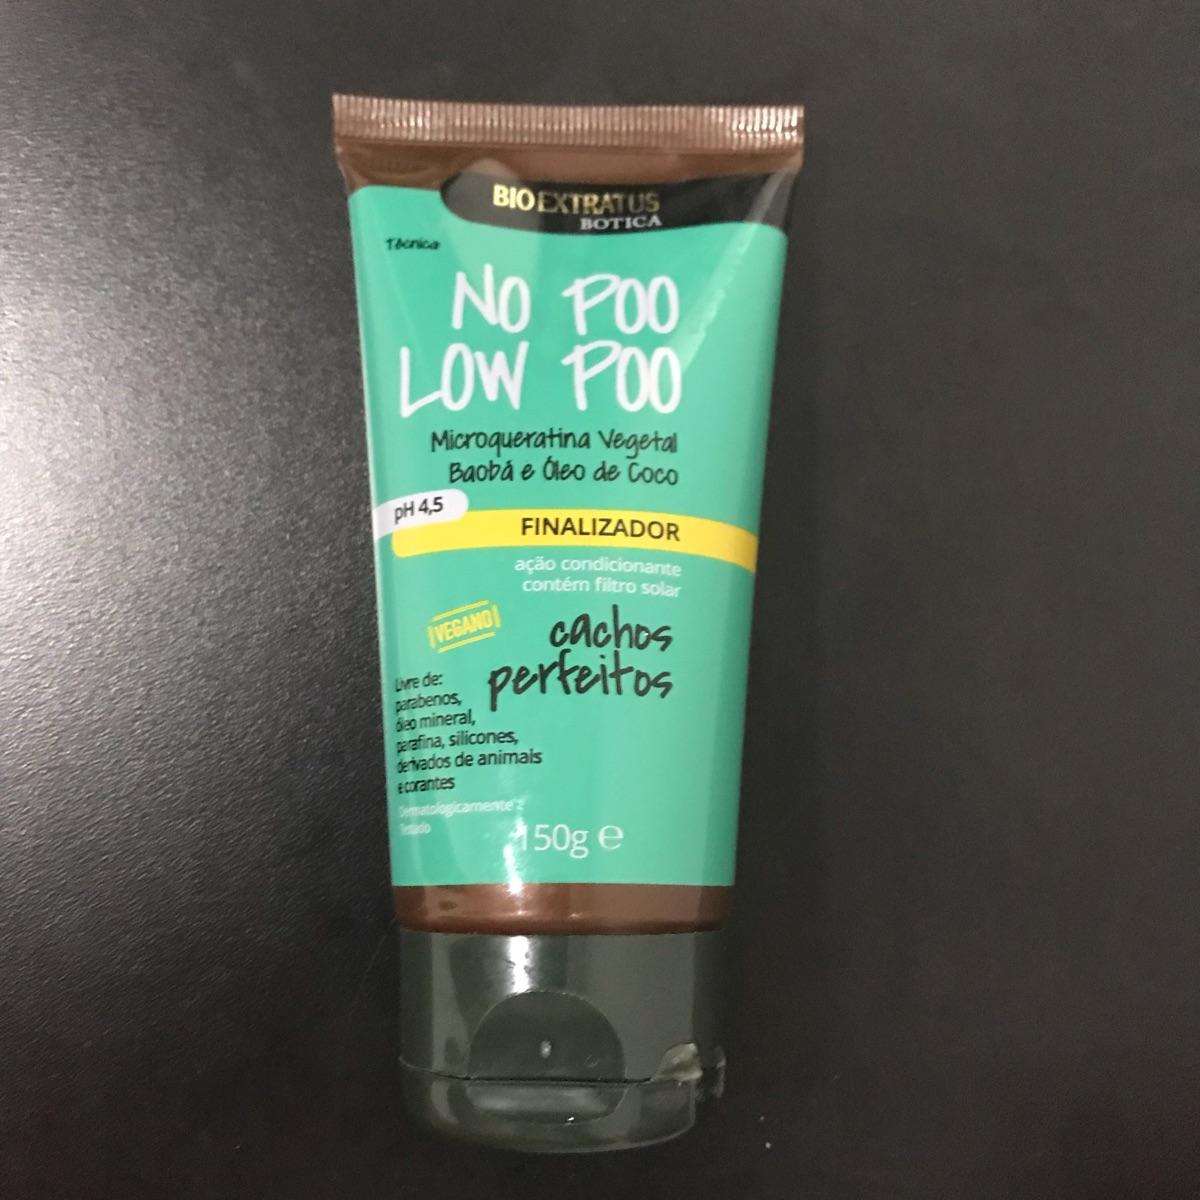 BIO EXTRATUS
BOTICA
Técnica
NO POO
LOW POO
Microqueratina Vegetal
Baobá e Óleo de Coco
pH 4,5
FINALIZADOR
ação condicionante
contém filtro solar
VEGANO
cachos
perfeitos
Livre de:
parabenos,
óleo mineral,
parafina, silicones,
derivados de animais
e corantes
Dermatologicamente
Testado
150g ℮